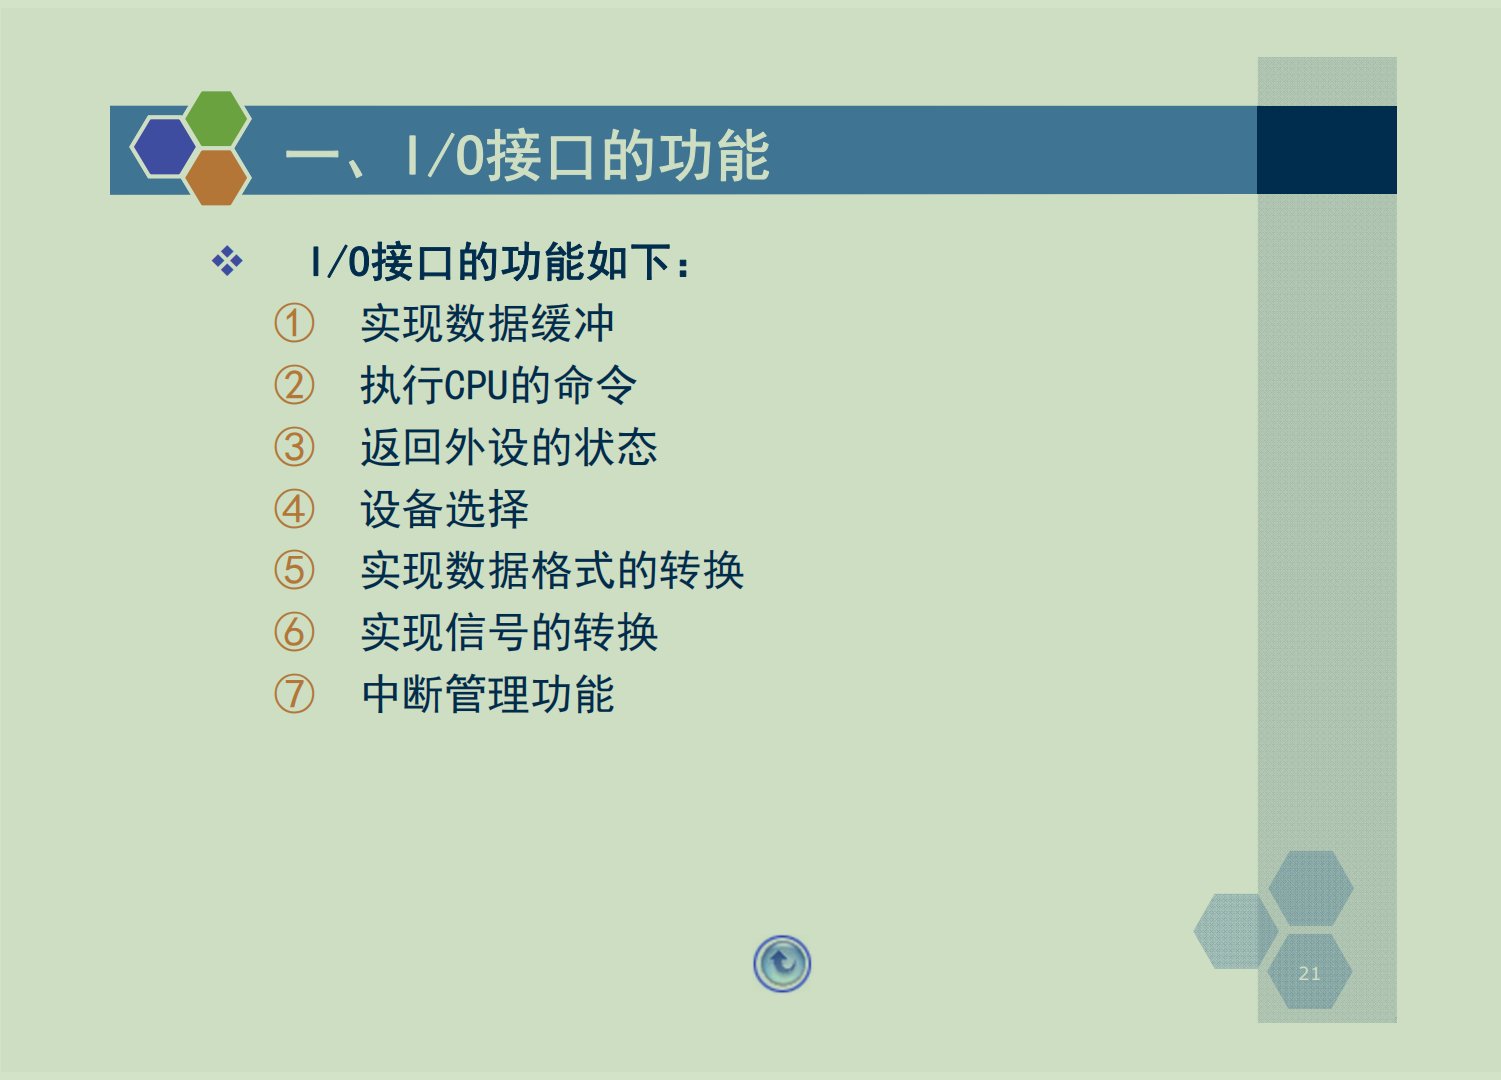 一、I/O接口的功能
I/O接口的功能如下：
① 实现数据缓冲
② 执行CPU的命令
③ 返回外设的状态
④ 设备选择
⑤ 实现数据格式的转换
⑥ 实现信号的转换
⑦ 中断管理功能
21